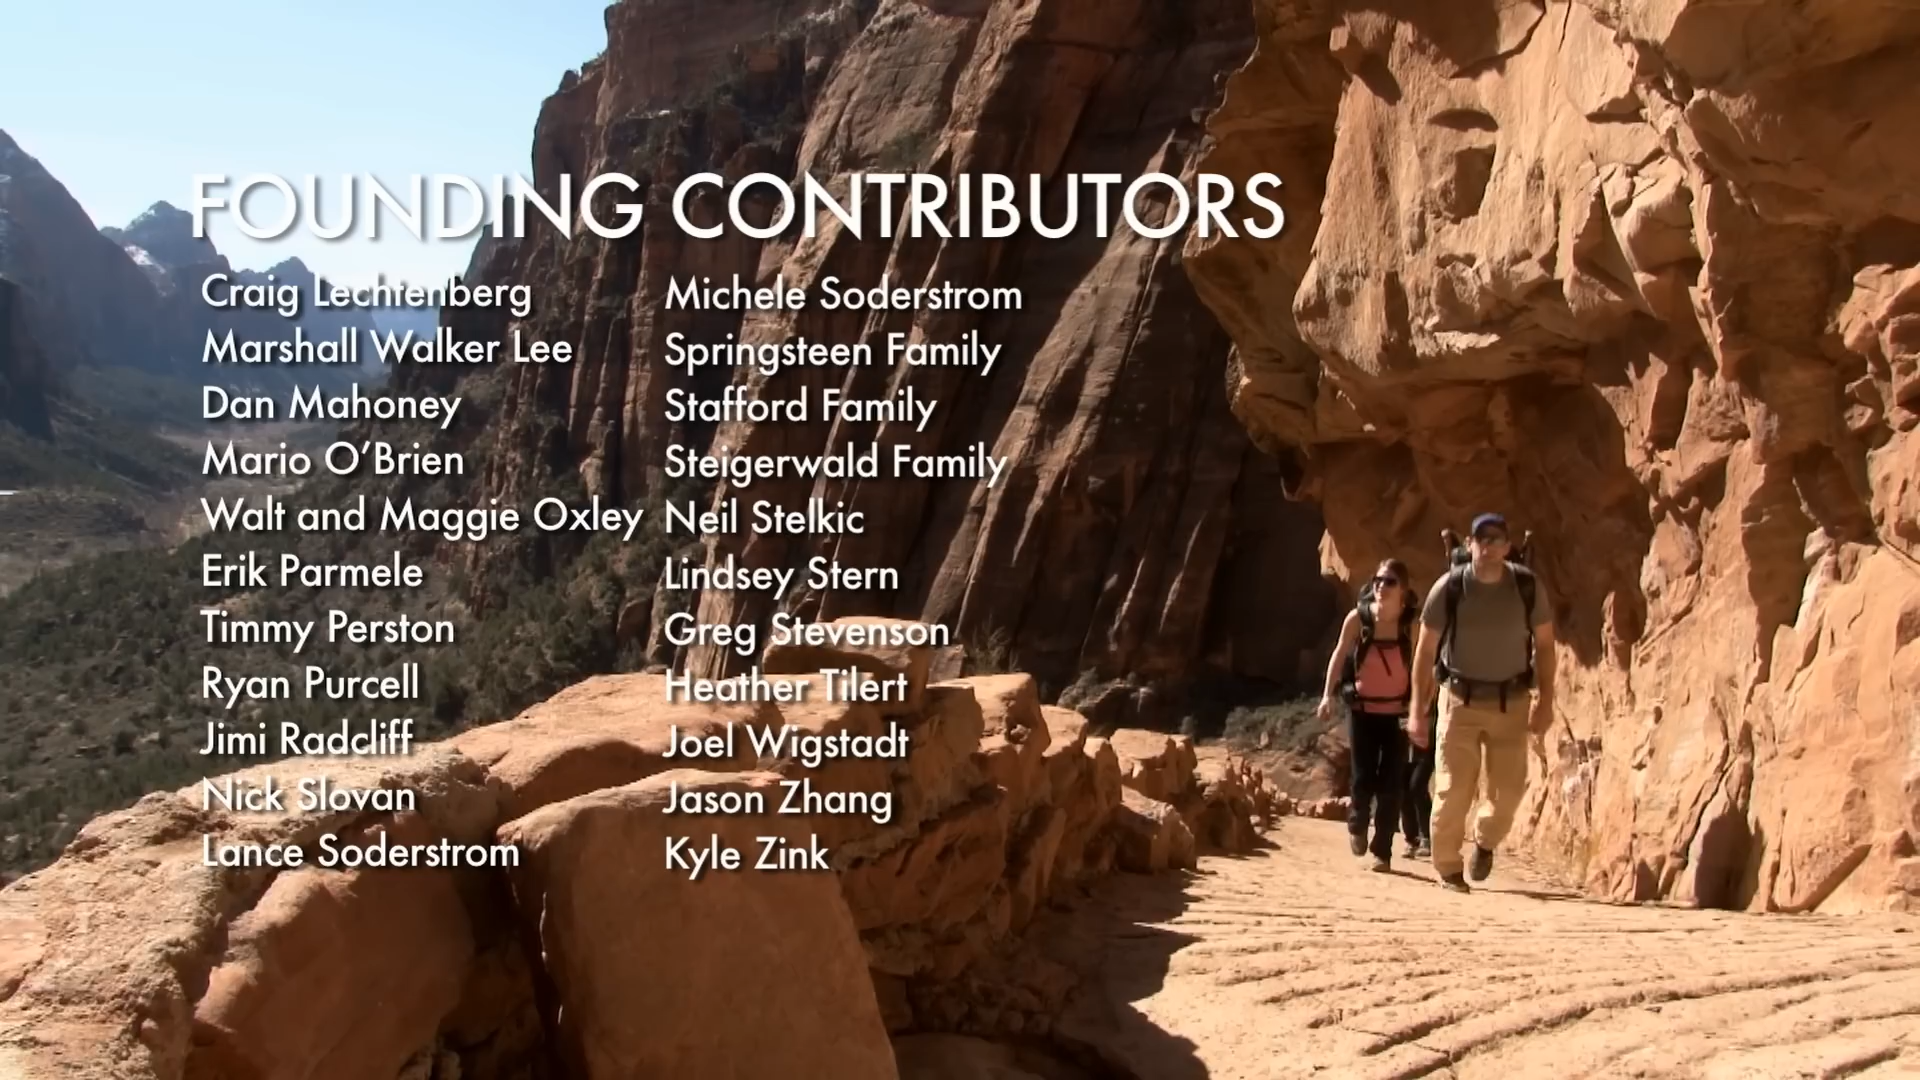 FOUNDING CONTRIBUTORS
Craig Lechtenberg
Marshall Walker Lee
Dan Mahoney
Mario O’Brien
Walt and Maggie Oxley
Erik Parmele
Timmy Perston
Ryan Purcell
Jimi Radcliff
Nick Slovan
Lance Soderstrom
Michele Soderstrom
Springsteen Family
Stafford Family
Steigerwald Family
Neil Stelkic
Lindsey Stern
Greg Stevenson
Heather Tilert
Joel Wigstadt
Jason Zhang
Kyle Zink